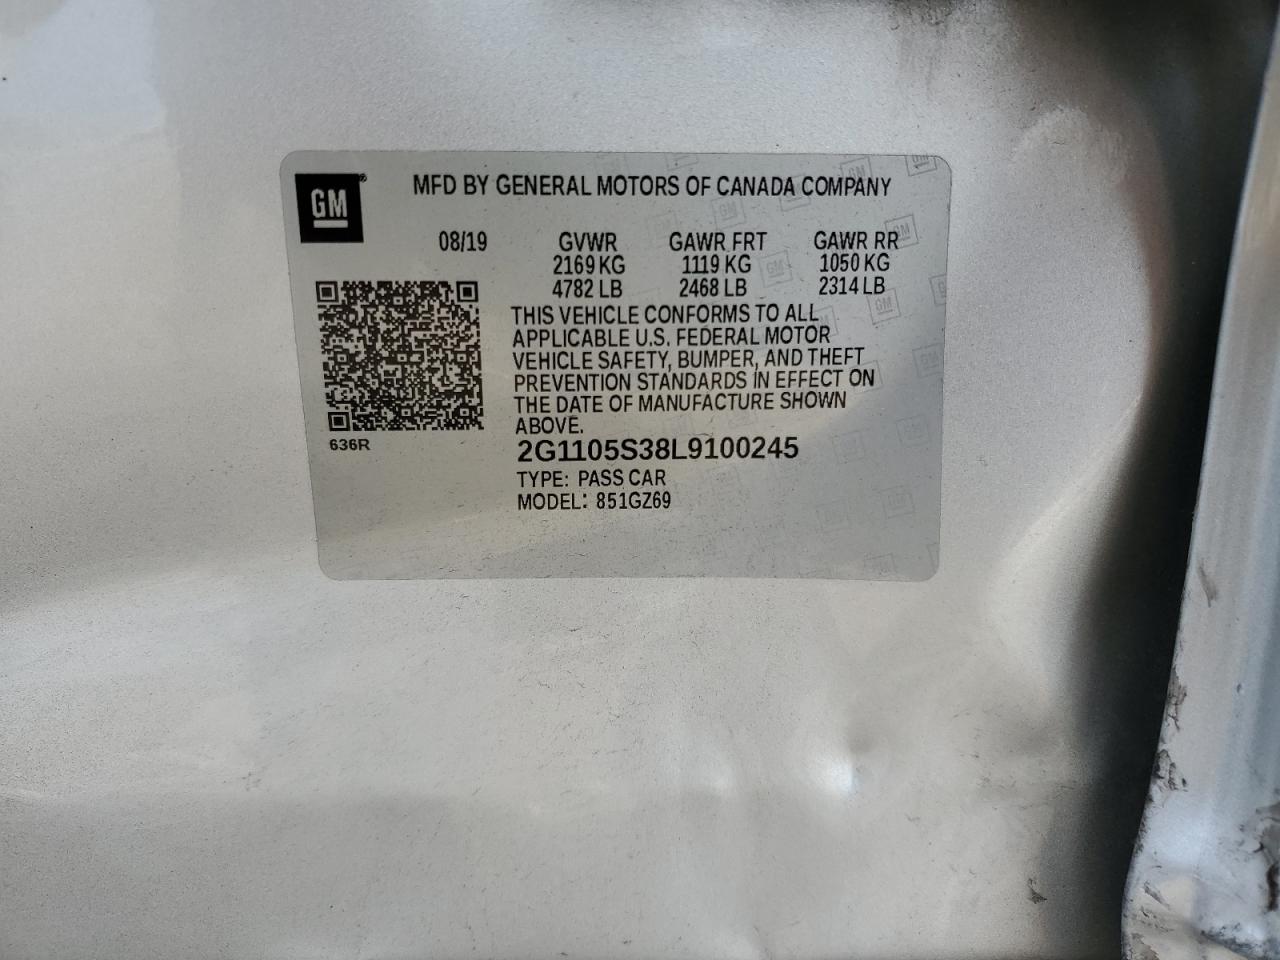 GM®
MFD BY GENERAL MOTORS OF CANADA COMPANY
08/19 GVWR GAWR FRT GAWR RR
2169 KG 1119 KG 1050 KG
4782 LB 2468 LB 2314 LB
THIS VEHICLE CONFORMS TO ALL
APPLICABLE U.S. FEDERAL MOTOR
VEHICLE SAFETY, BUMPER, AND THEFT
PREVENTION STANDARDS IN EFFECT ON
THE DATE OF MANUFACTURE SHOWN
ABOVE.
636R
2G1105S38L9100245
TYPE: PASS CAR
MODEL: 851GZ69